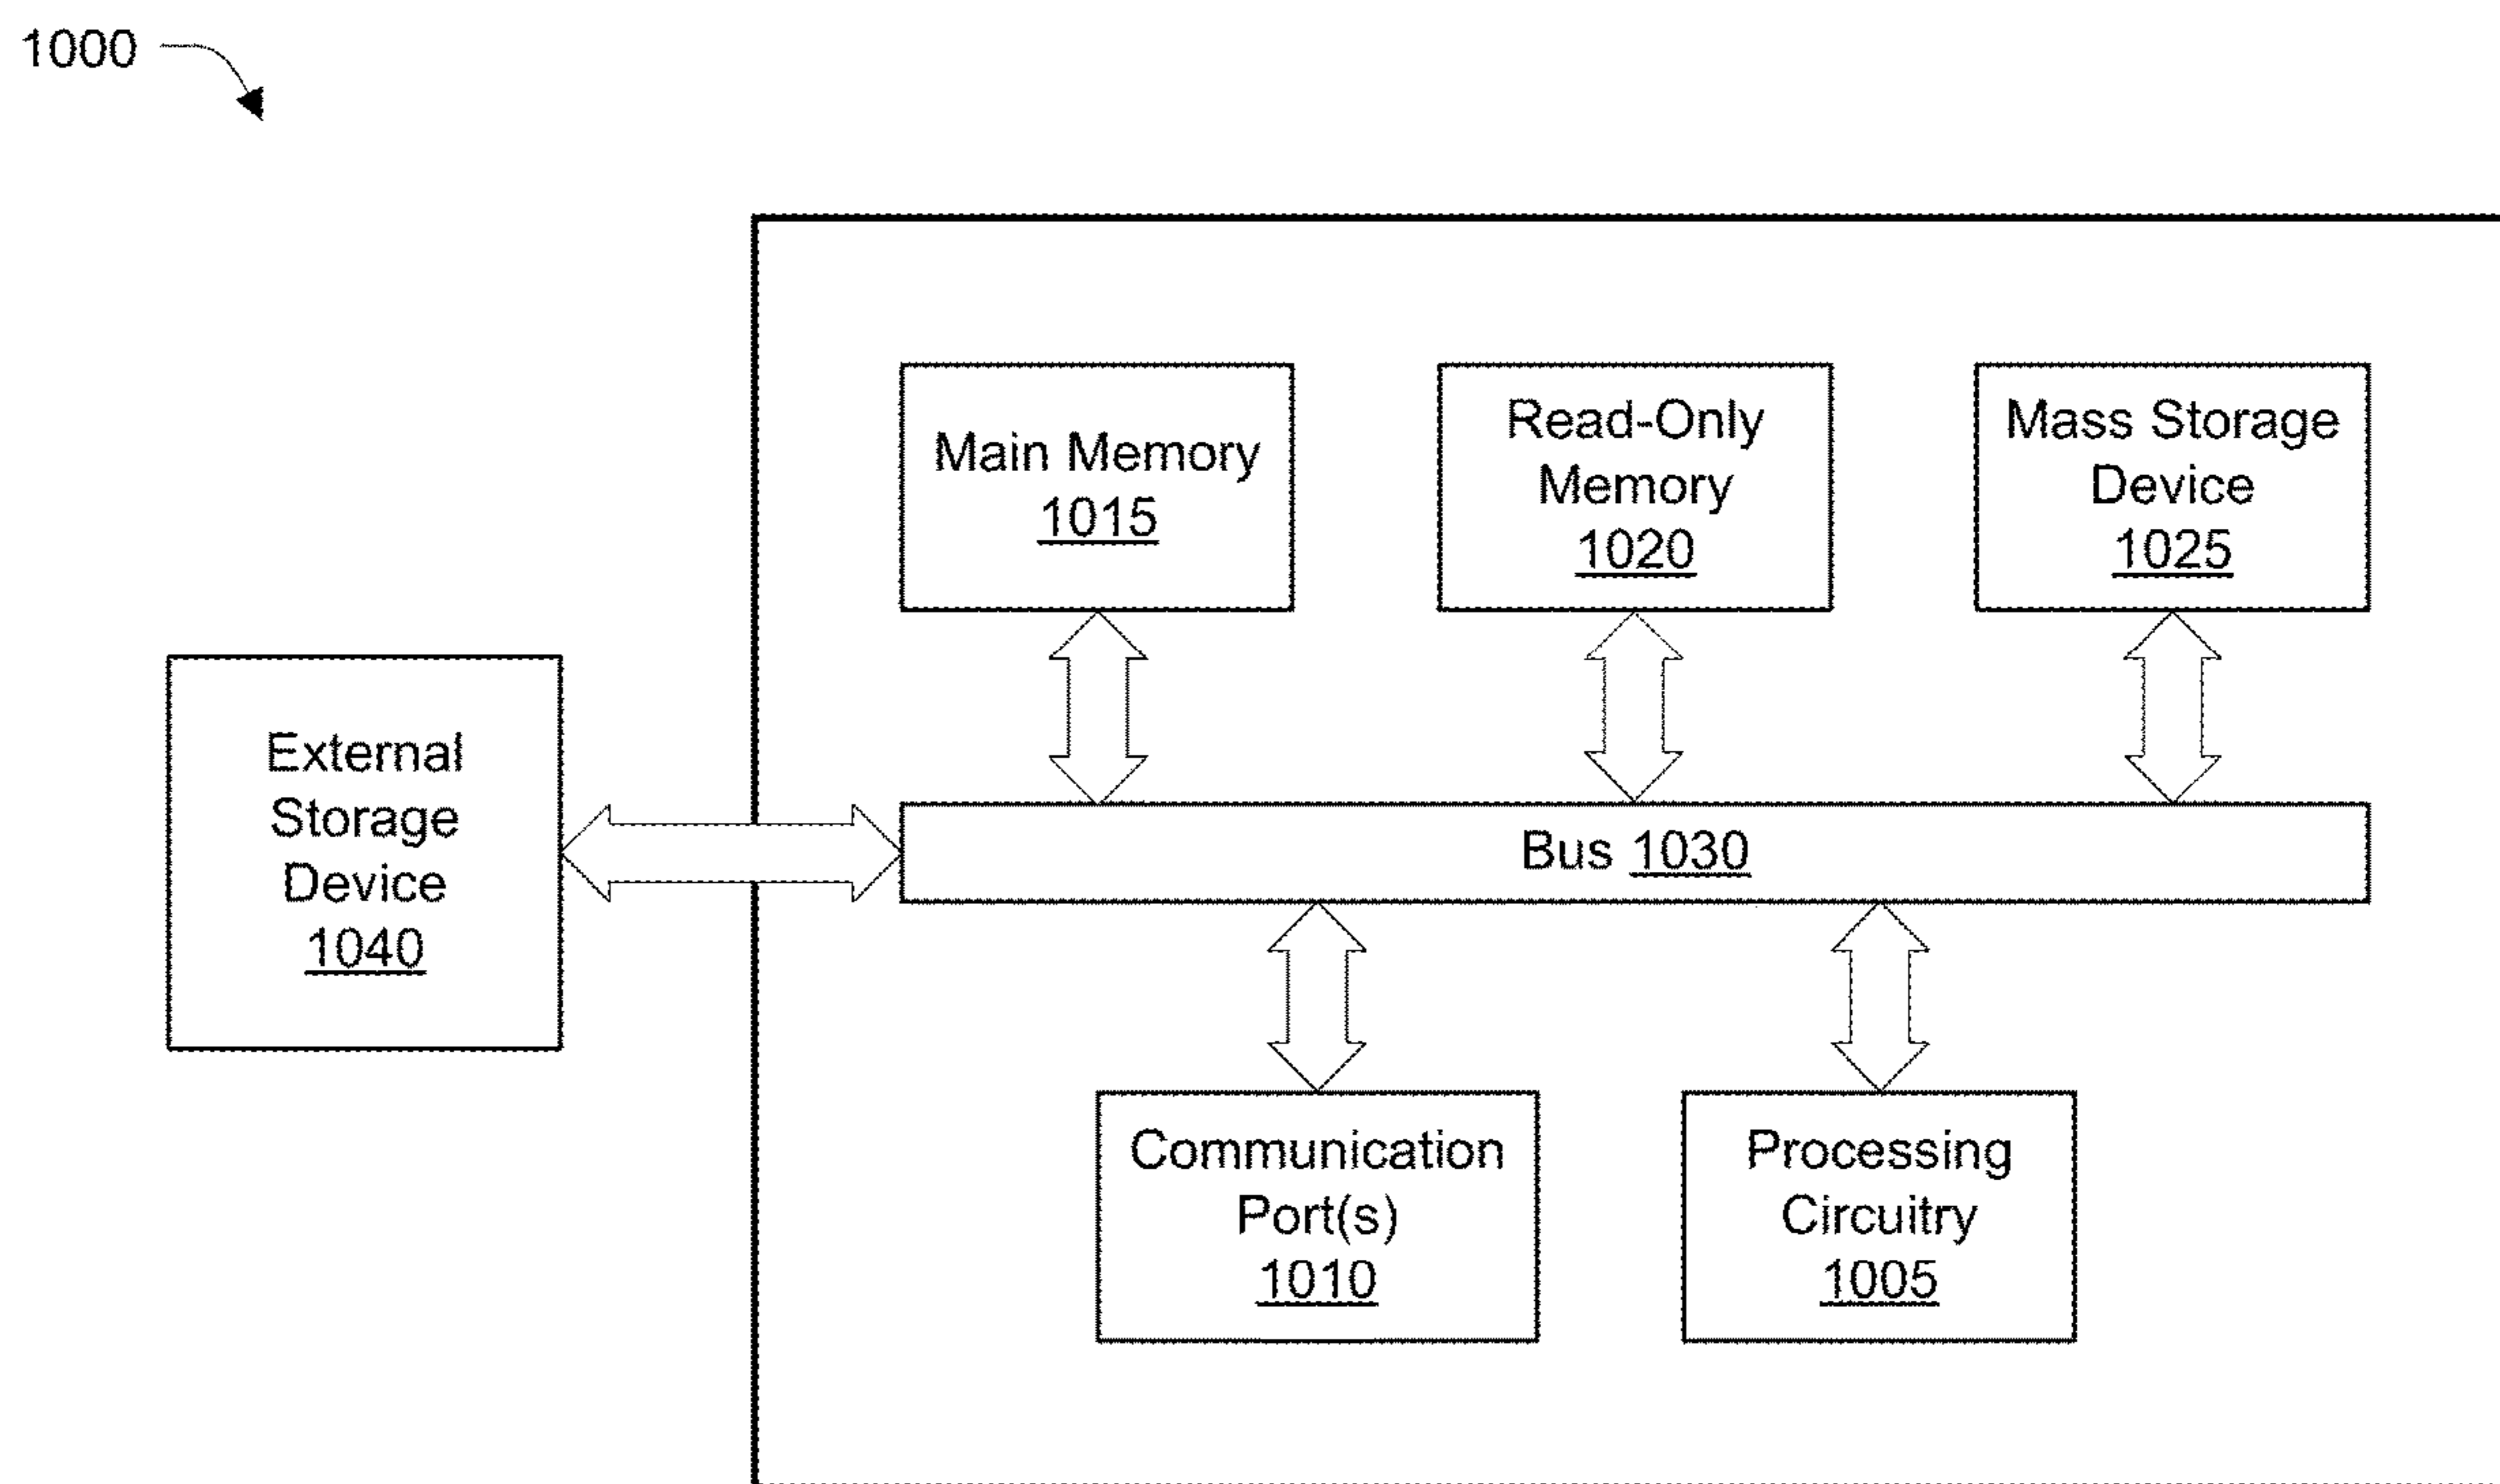 1000
Main Memory
1015
Read-Only
Memory
1020
Mass Storage
Device
1025
External
Storage
Device
1040
Bus 1030
Communication
Port(s)
1010
Processing
Circuitry
1005